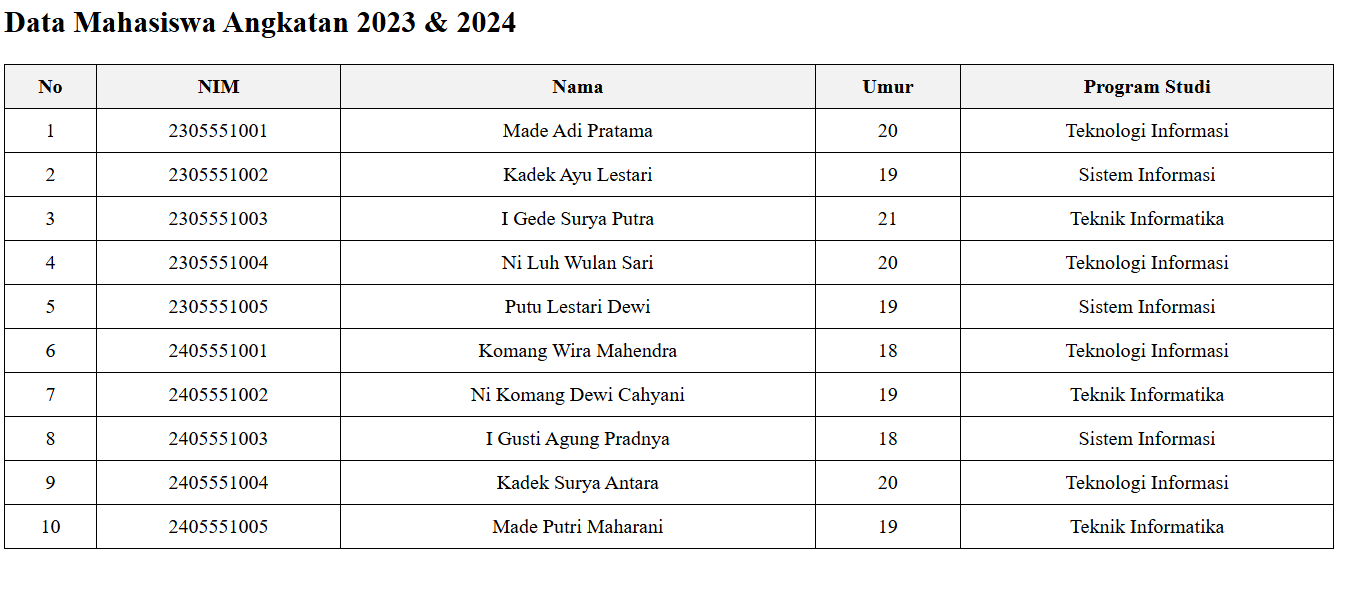 Data Mahasiswa Angkatan 2023 & 2024
No NIM Nama Umur Program Studi
1 2305551001 Made Adi Pratama 20 Teknologi Informasi
2 2305551002 Kadek Ayu Lestari 19 Sistem Informasi
3 2305551003 I Gede Surya Putra 21 Teknik Informatika
4 2305551004 Ni Luh Wulan Sari 20 Teknologi Informasi
5 2305551005 Putu Lestari Dewi 19 Sistem Informasi
6 2405551001 Komang Wira Mahendra 18 Teknologi Informasi
7 2405551002 Ni Komang Dewi Cahyani 19 Teknik Informatika
8 2405551003 I Gusti Agung Pradnya 18 Sistem Informasi
9 2405551004 Kadek Surya Antara 20 Teknologi Informasi
10 2405551005 Made Putri Maharani 19 Teknik Informatika